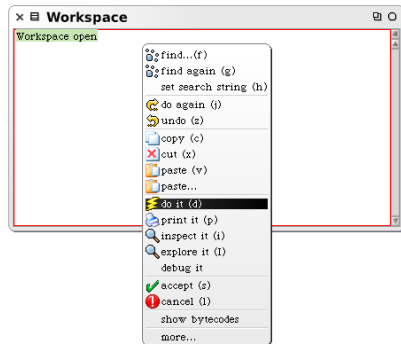 Workspace
Workspace open
find...(f)
find again (g)
set search string (h)
do again (j)
undo (z)
copy (c)
cut (x)
paste (v)
paste...
do it (d)
print it (p)
inspect it (i)
explore it (I)
debug it
accept (s)
cancel (l)
show bytecodes
more...